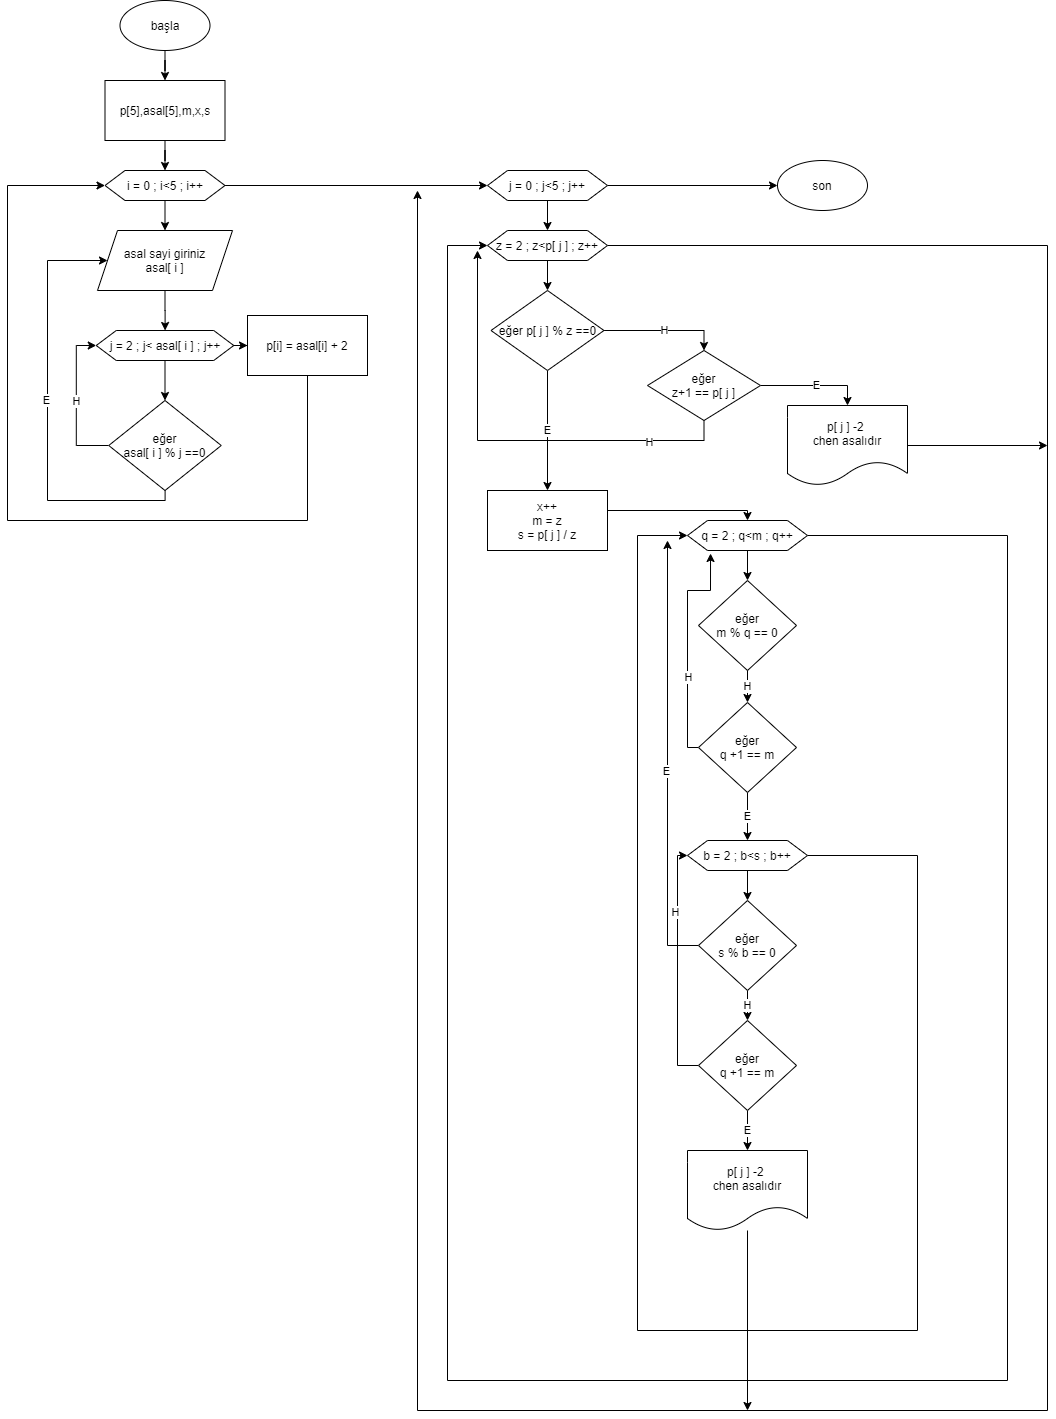 başla
p[5],asal[5],m,x,s
i = 0 ; i<5 ; i++
asal sayi giriniz
asal[ i ]
j = 2 ; j< asal[ i ] ; j++
p[i] = asal[i] + 2
E
H
eğer
asal[ i ] % j ==0
j = 0 ; j<5 ; j++
son
z = 2 ; z<p[ j ] ; z++
eğer p[ j ] % z ==0
H
eğer
z+1 == p[ j ]
E
p[ j ] -2
chen asalıdır
E
H
x++
m = z
s = p[ j ] / z
q = 2 ; q<m ; q++
eğer
m % q == 0
H
H
eğer
q +1 == m
E
E
b = 2 ; b<s ; b++
H
eğer
s % b == 0
H
eğer
q +1 == m
E
p[ j ] -2
chen asalıdır